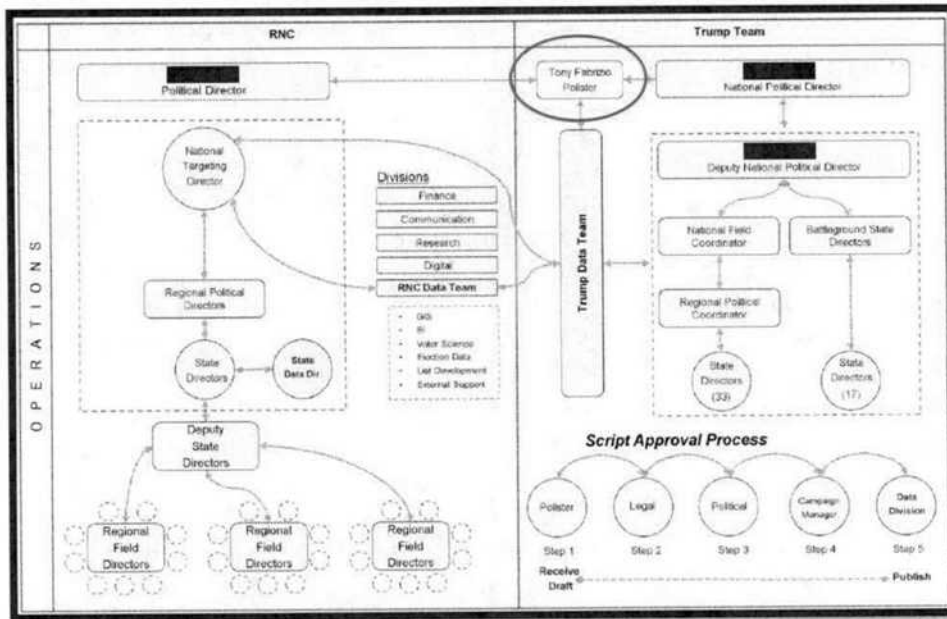 RNC
Trump Team
OPERATIONS
Political Director
Tony Fabrizio
Pollster
National Political Director
National
Targeting
Director
Deputy National Political Director
Divisions
Finance
Communication
Research
Digital
RNC Data Team
GIS
BI
Voter Science
Election Data
List Development
External Support
Trump Data Team
National Field
Coordinator
Battleground State
Directors
Regional Political
Directors
Regional Political
Coordinator
State
Directors
State
Data Dir
State
Directors
(33)
State
Directors
(17)
Deputy
State
Directors
Regional
Field
Directors
Regional
Field
Directors
Regional
Field
Directors
Script Approval Process
Pollster
Legal
Political
Campaign
Manager
Data
Division
Step 1
Step 2
Step 3
Step 4
Step 5
Receive
Draft
Publish